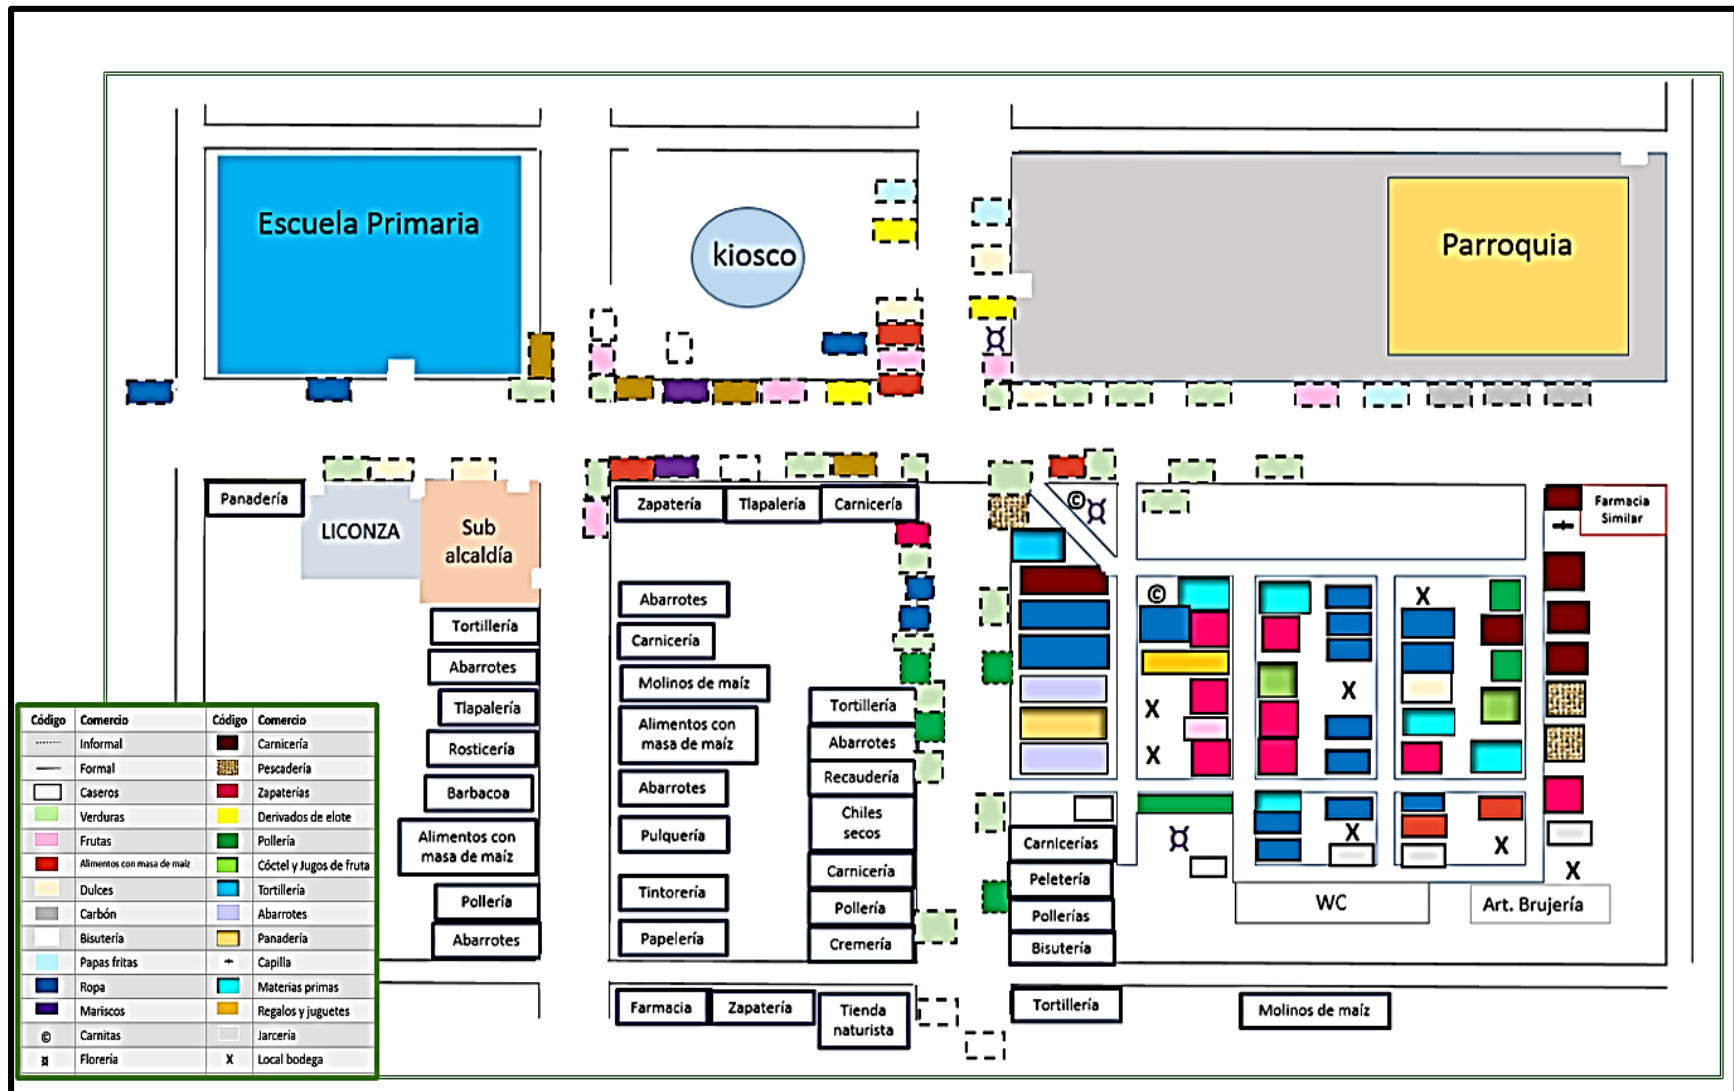 Escuela Primaria
kiosco
Parroquia
Panadería
LICONZA
Sub
alcaldía
Tortillería
Abarrotes
Tlapalería
Rosticería
Barbacoa
Alimentos con
masa de maíz
Pollería
Abarrotes
Zapatería
Tlapalería
Carnicería
Abarrotes
Carnicería
Molinos de maíz
Alimentos con
masa de maíz
Abarrotes
Pulquería
Tintorería
Papelería
Tortillería
Abarrotes
Recaudería
Chiles
secos
Carnicería
Pollería
Cremería
Farmacia
Zapatería
Tienda
naturista
©
©
X
X
X
X
X
X
X
Farmacia
Similar
Carnicerías
Peletería
Pollerías
Bisutería
WC
Art. Brujería
Tortillería
Molinos de maíz
Código Comercio Código Comercio
Informal Carnicería
Formal Pescadería
Caseros Zapaterías
Verduras Derivados de elote
Frutas Pollería
Alimentos con masa de maíz Cóctel y Jugos de fruta
Dulces Tortillería
Carbón Abarrotes
Bisutería Panadería
Papas fritas Capilla
Ropa Materias primas
Mariscos Regalos y juguetes
© Carnitas Jarceria
¤ Florería X Local bodega